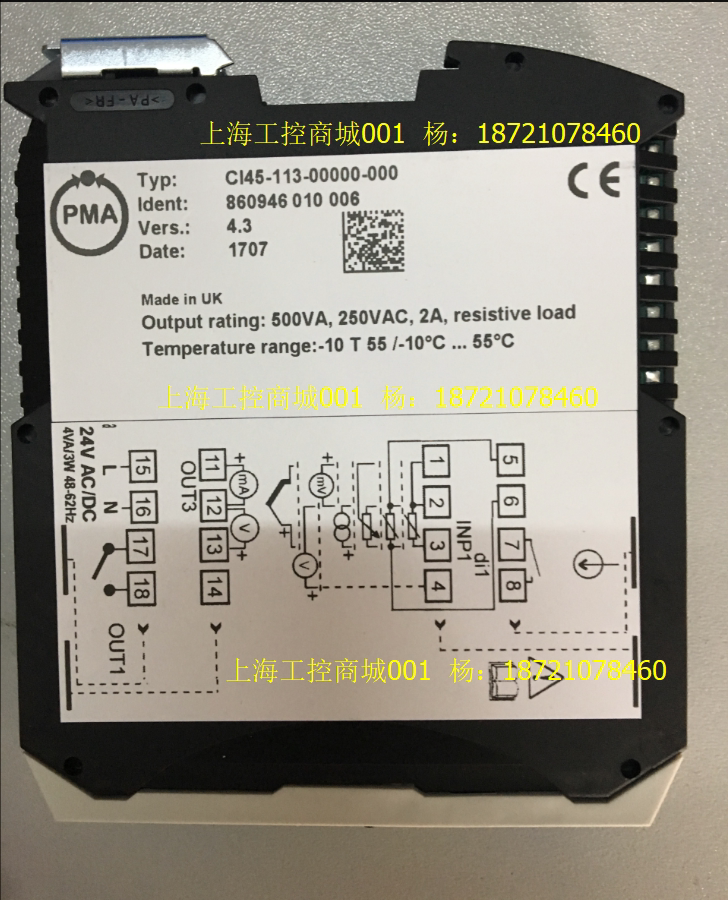 >PA-FR<
上海工控商城001 杨：18721078460
PMA
Typ: CI45-113-00000-000
Ident: 860946 010 006
Vers.: 4.3
Date: 1707
CE
Made in UK
Output rating: 500VA, 250VAC, 2A, resistive load
Temperature range:-10 T 55 /-10°C ... 55°C
上海工控商城001 杨：18721078460
24V AC/DC
4VA/3W 48-62Hz
L
N
15
16
17
18
OUT1
OUT3
11
12
13
14
+
mA
V
+
mV
V
+
+
1
2
3
4
INP1
di1
5
6
7
8
上海工控商城001 杨：18721078460